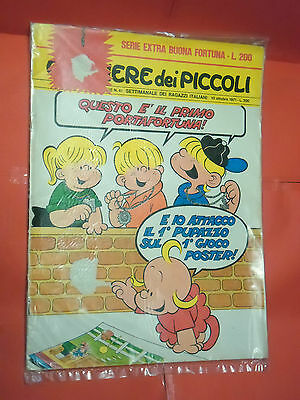 SERIE EXTRA BUONA FORTUNA - L. 200
ERE dei PICCOLI
SETTIMANALE DEI RAGAZZI ITALIANI
QUESTO E' IL PRIMO
PORTAFORTUNA!
E IO ATTACCO
IL 1° PUPAZZO
SUL 1° GIOCO
POSTER!